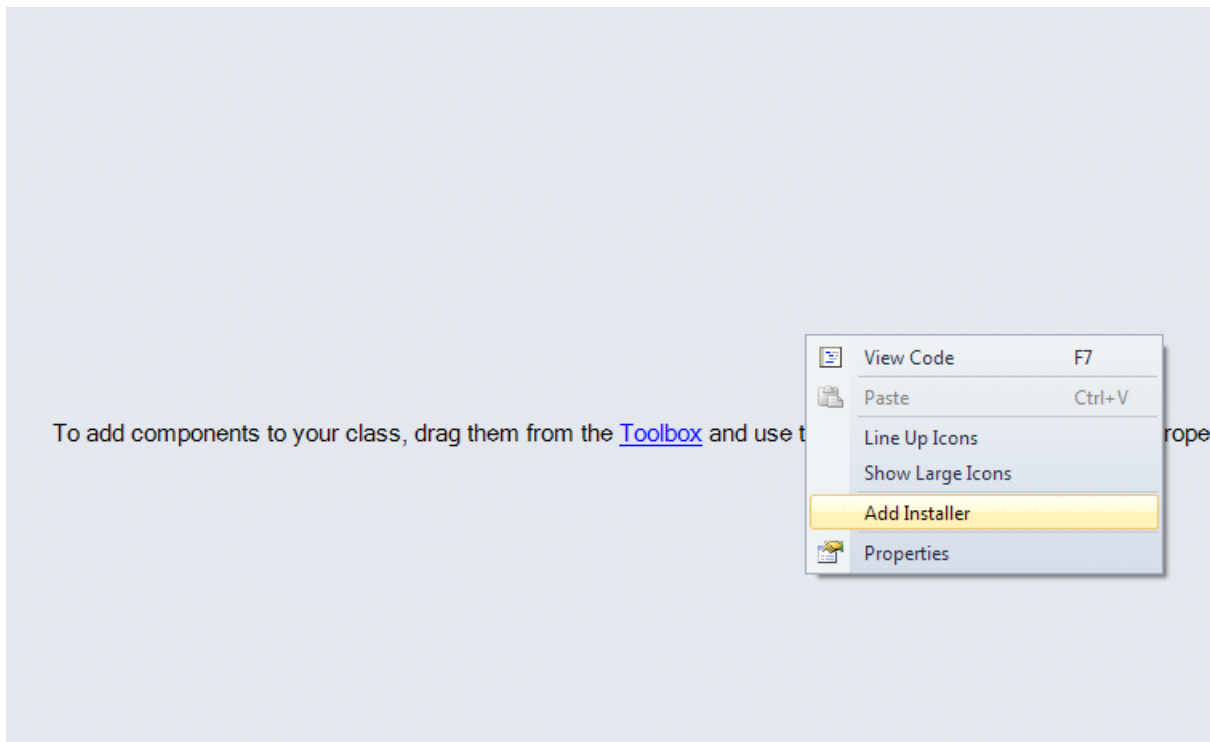 View Code F7
Paste Ctrl+V
To add components to your class, drag them from the Toolbox and use t
Line Up Icons
Show Large Icons
Add Installer
Properties